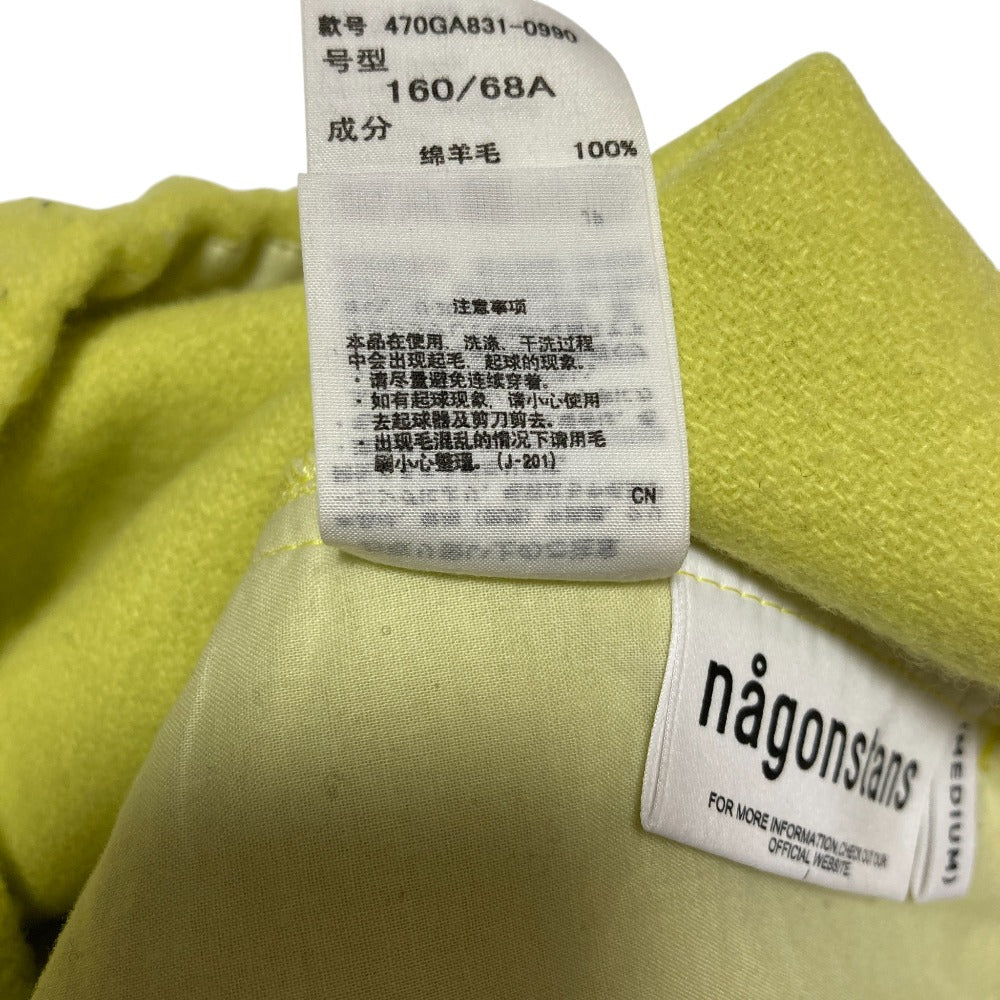 款号 470GA831-0990
号型
160/68A
成分
绵羊毛 100%
注意事项
本品在使用、洗涤、干洗过程
中会出现起毛、起球的现象。
・请尽量避免连续穿着。
・如有起球现象，请小心使用
去起球器及剪刀剪去。
・出现毛混乱的情况下请用毛
刷小心整理。(J-201)
CN
någonstans
FOR MORE INFORMATION,CHECK OUT OUR
OFFICIAL WEBSITE.
(MEDIUM)